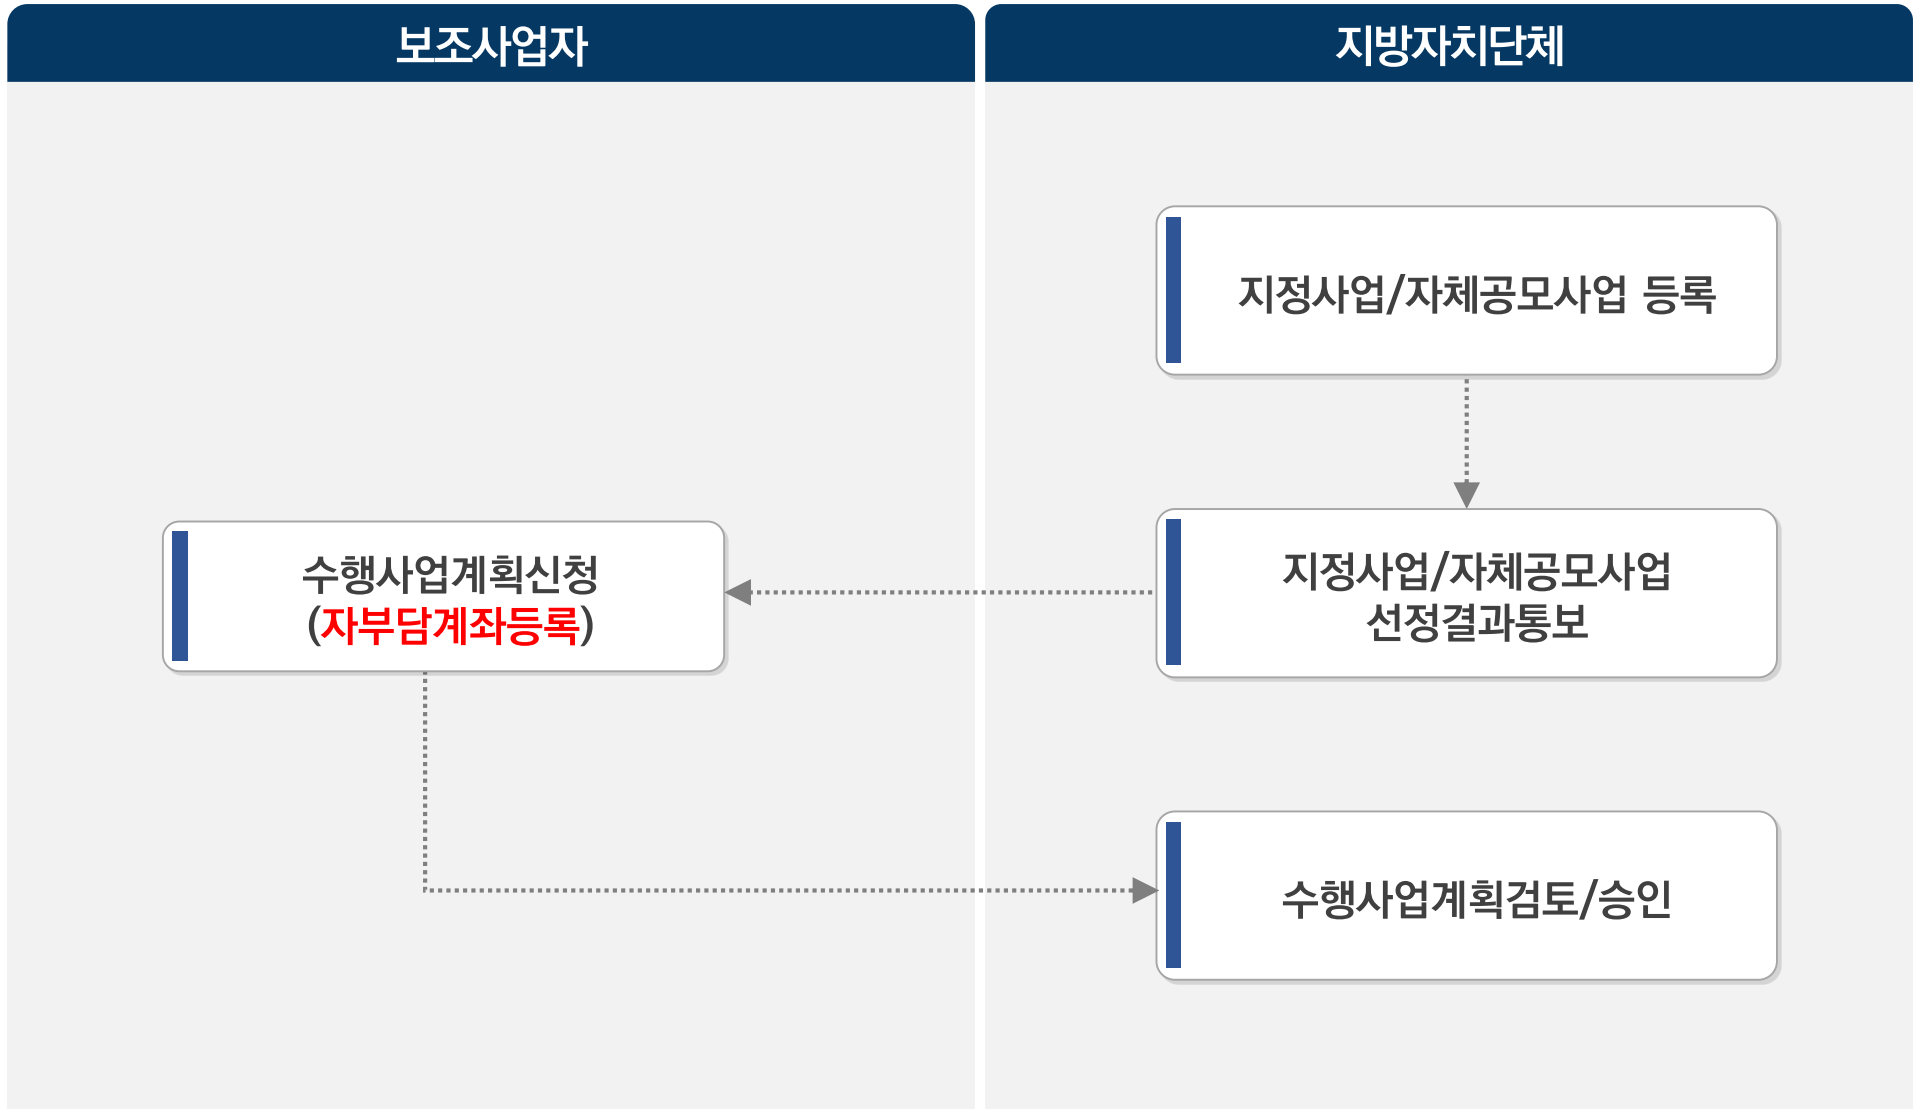 보조사업자
지방자치단체
지정사업/자체공모사업 등록
지정사업/자체공모사업
선정결과통보
수행사업계획신청
(자부담계좌등록)
수행사업계획검토/승인